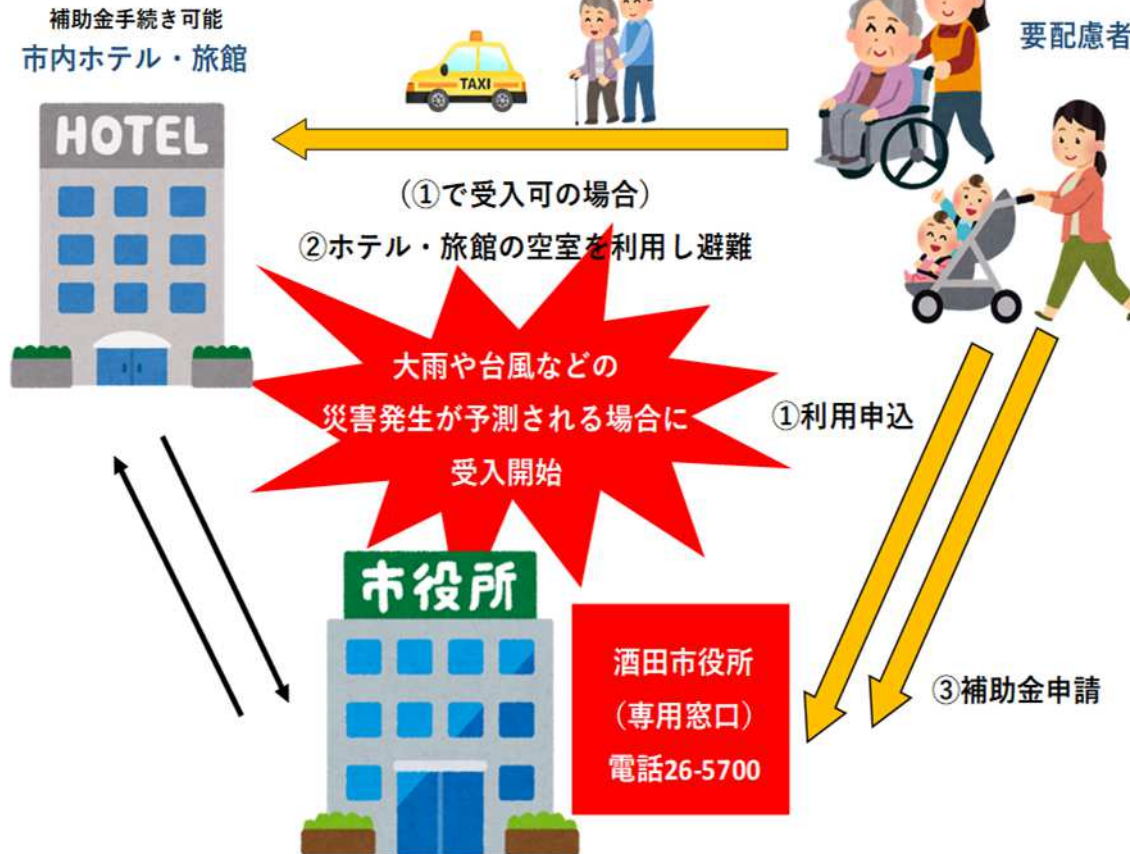 補助金手続き可能
市内ホテル・旅館
要配慮者
TAXI
HOTEL
(①で受入可の場合)
②ホテル・旅館の空室を利用し避難
大雨や台風などの
災害発生が予測される場合に
受入開始
①利用申込
市役所
酒田市役所
（専用窓口）
電話26-5700
③補助金申請